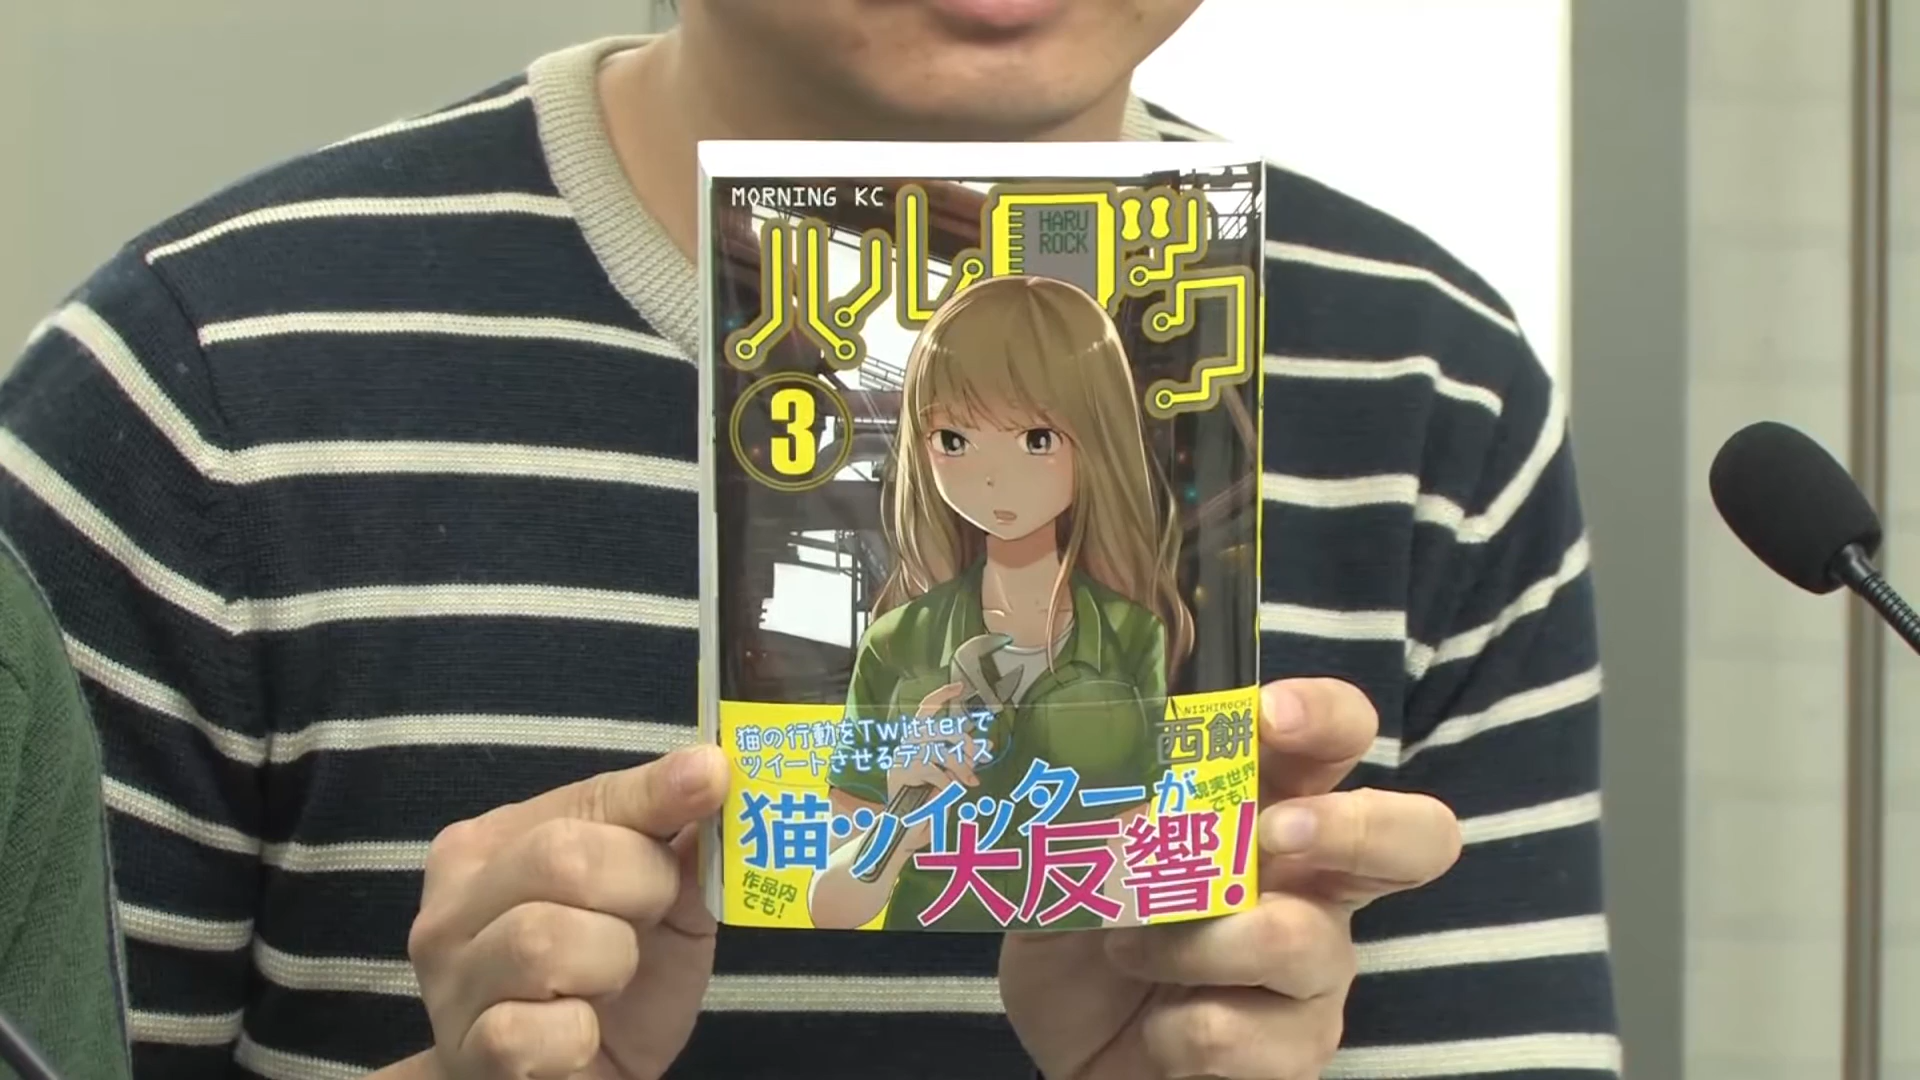 MORNING KC
ハルロック
HARU
ROCK
3
NISHIMOCHI
西餅
猫の行動をTwitterで
ツイートさせるデバイス
猫ツイッターが
現実世界
でも!
大反響!
作品内
でも!